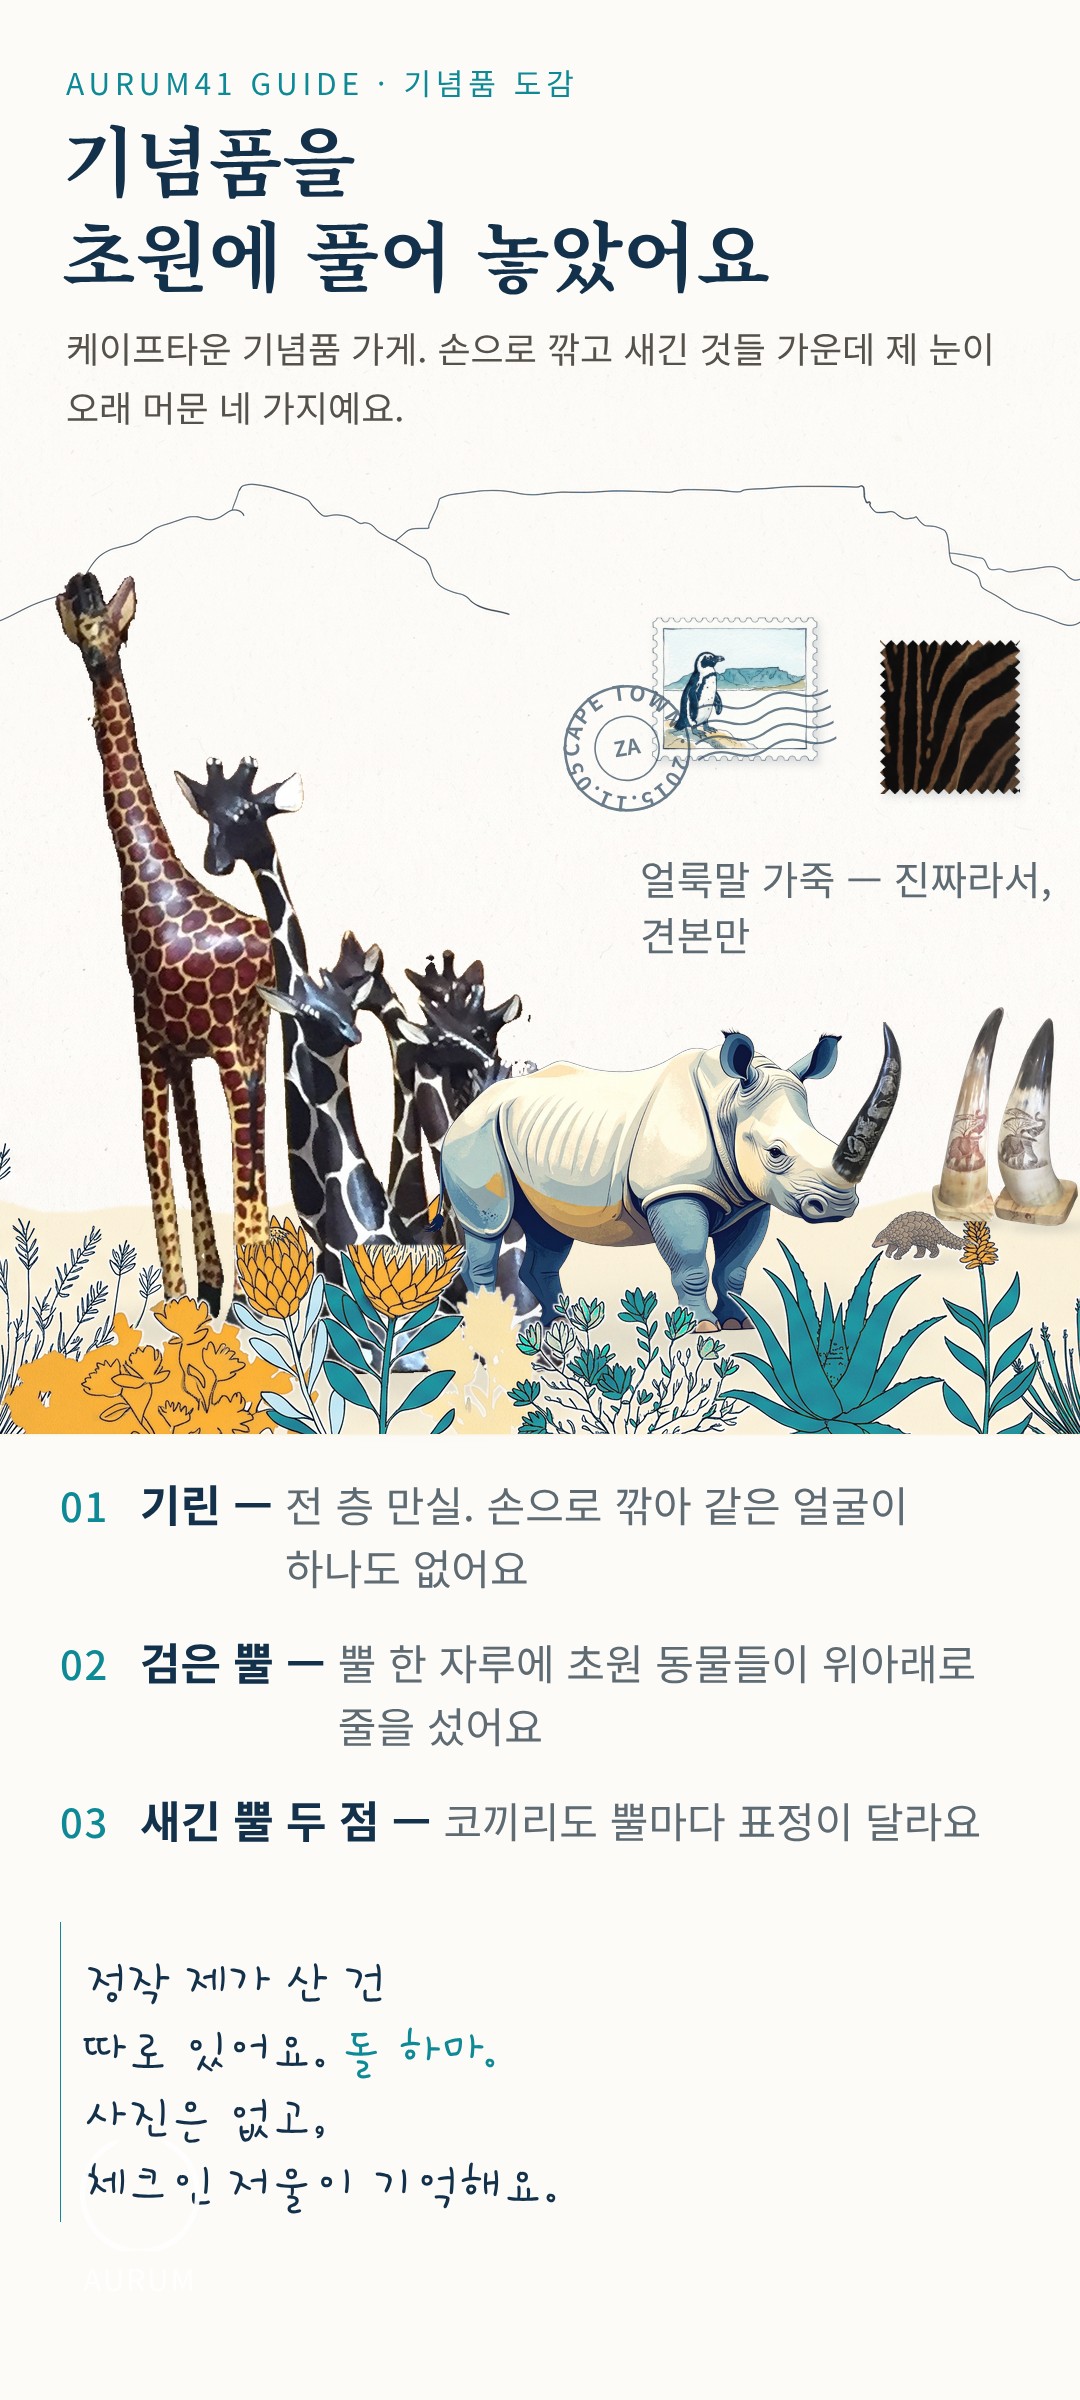 AURUM41 GUIDE · 기념품 도감
기념품을
초원에 풀어 놓았어요
케이프타운 기념품 가게. 손으로 깎고 새긴 것들 가운데 제 눈이
오래 머문 네 가지예요.
CAPE TOWN
ZA
2015.11.05
얼룩말 가죽 — 진짜라서,
견본만
01 기린 — 전 층 만실. 손으로 깎아 같은 얼굴이
하나도 없어요
02 검은 뿔 — 뿔 한 자루에 초원 동물들이 위아래로
줄을 섰어요
03 새긴 뿔 두 점 — 코끼리도 뿔마다 표정이 달라요
정작 제가 산 건
따로 있어요. 돌 하마.
사진은 없고,
체크인 저울이 기억해요.
AURUM